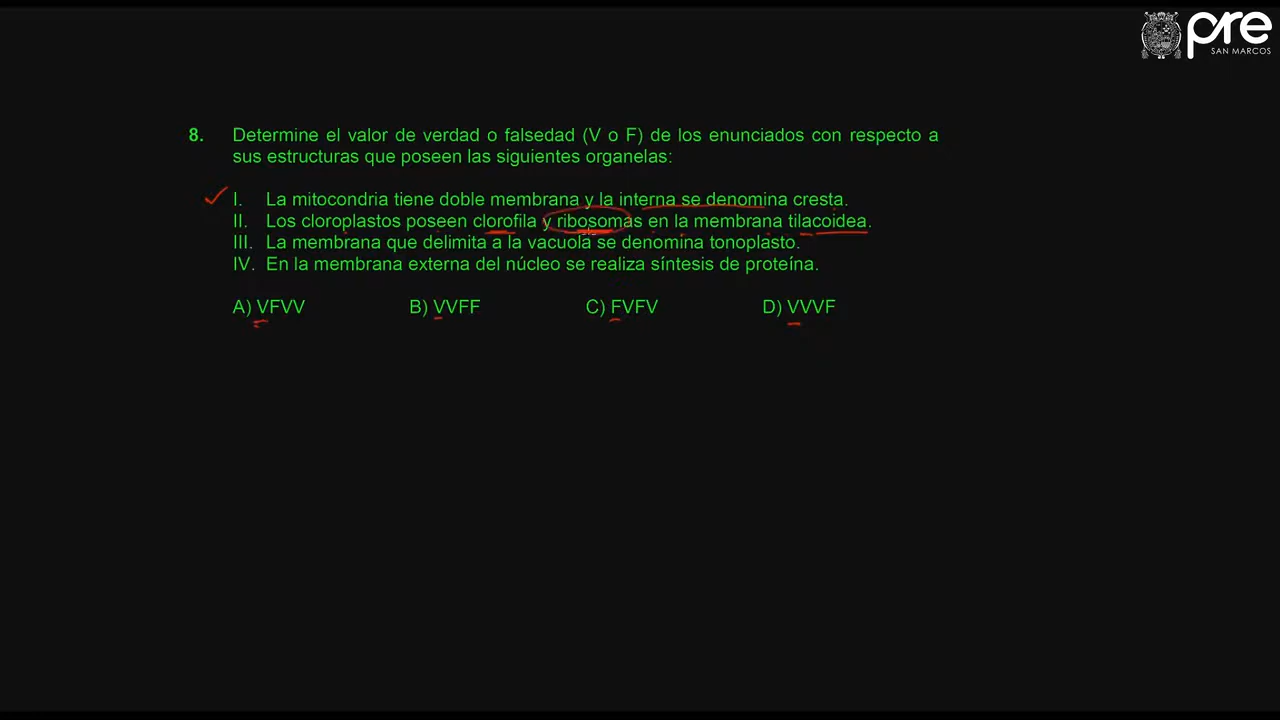 pre
SAN MARCOS
8. Determine el valor de verdad o falsedad (V o F) de los enunciados con respecto a
sus estructuras que poseen las siguientes organelas:
I. La mitocondria tiene doble membrana y la interna se denomina cresta.
II. Los cloroplastos poseen clorofila y ribosomas en la membrana tilacoidea.
III. La membrana que delimita a la vacuola se denomina tonoplasto.
IV. En la membrana externa del núcleo se realiza síntesis de proteína.
A) VFVV B) VVFF C) FVFV D) VVVF